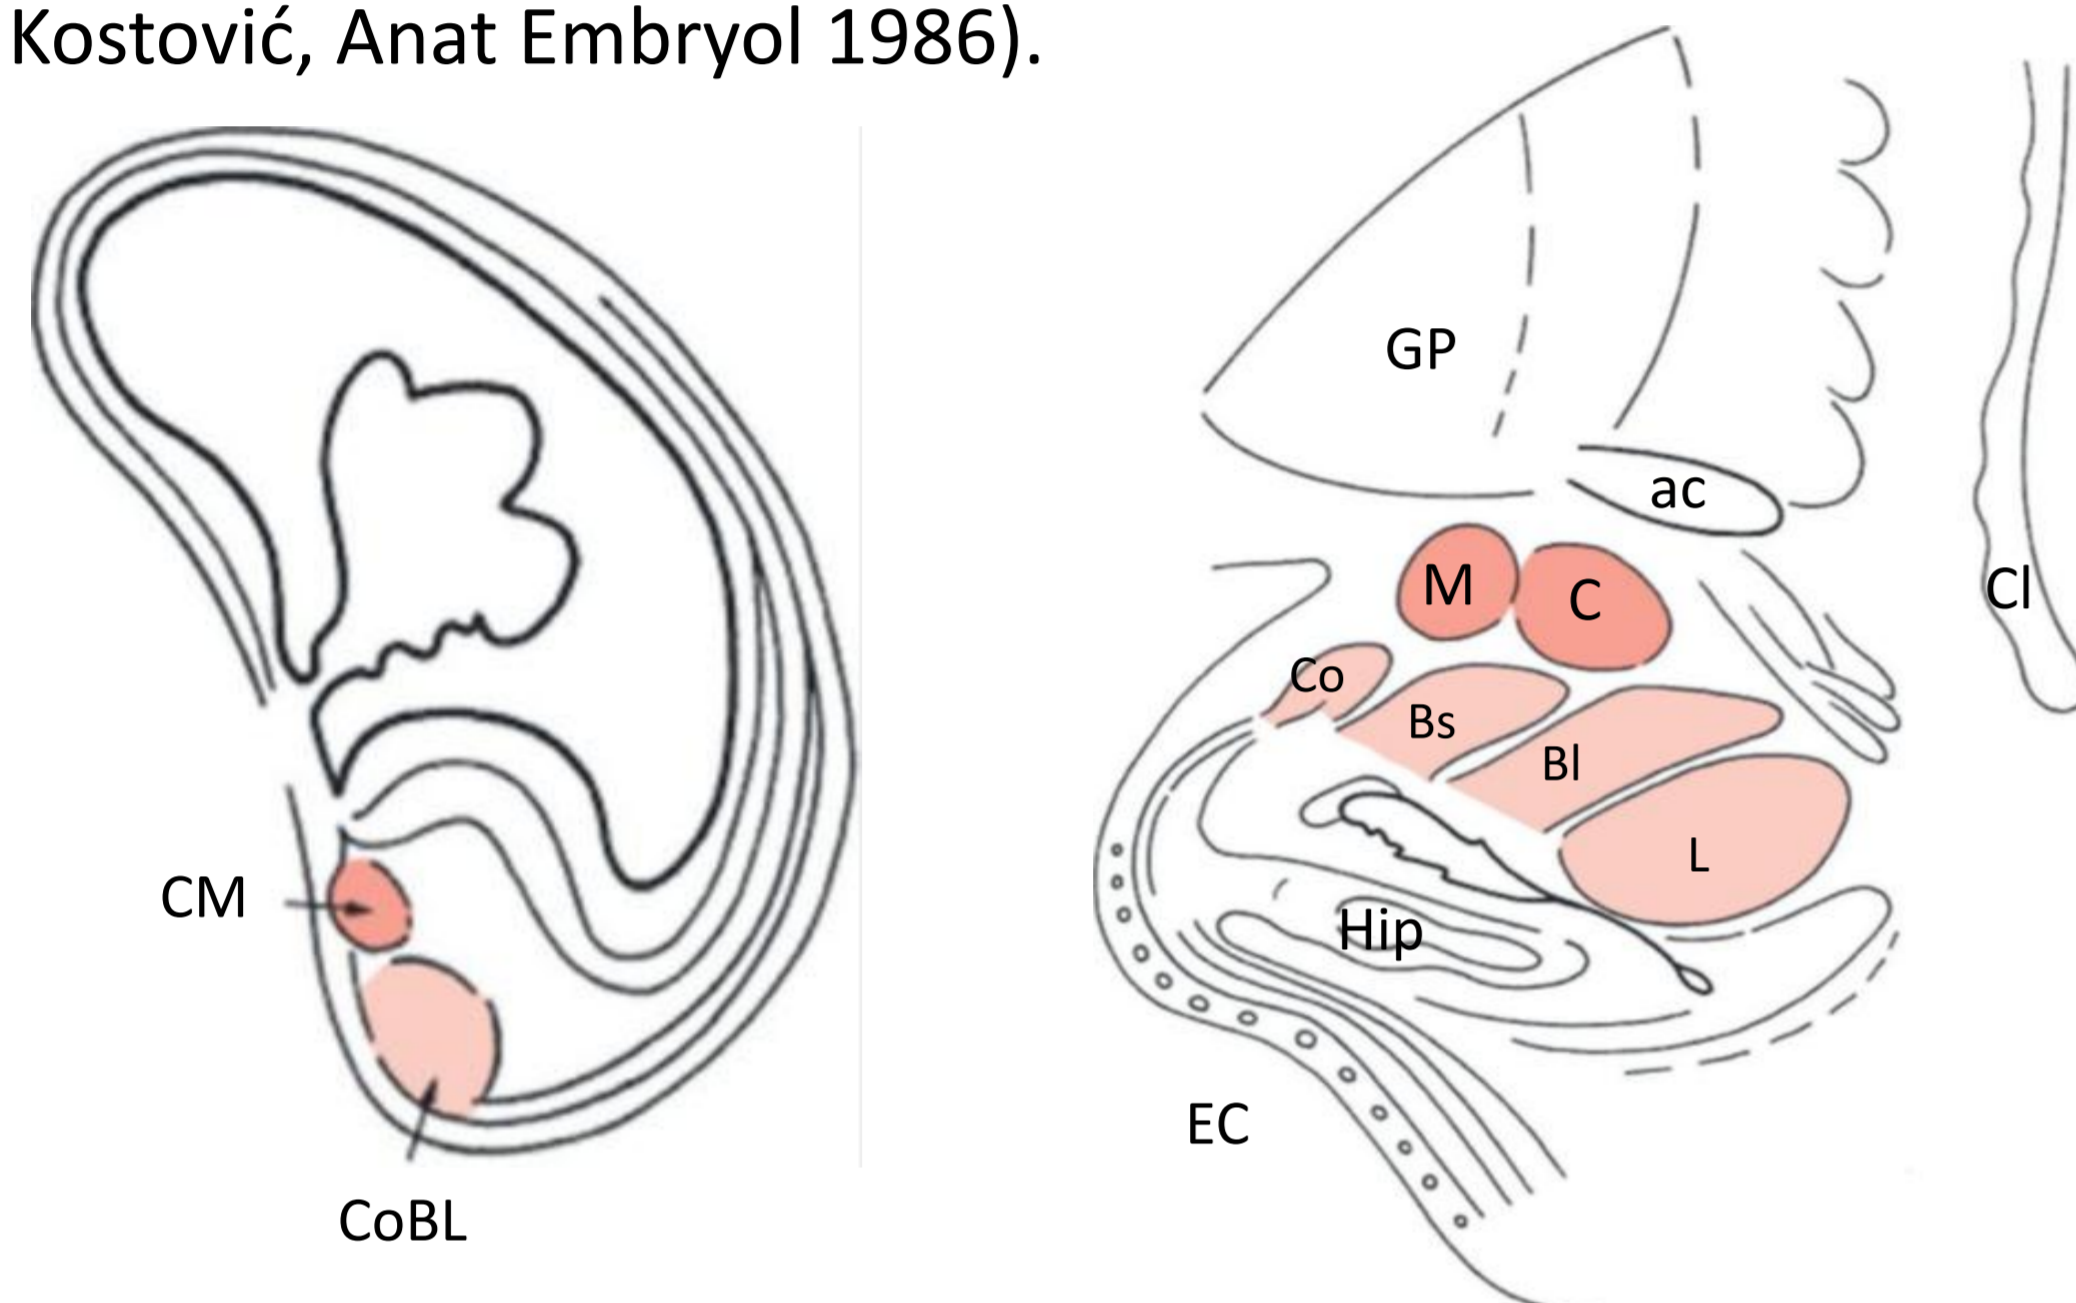 Kostović, Anat Embryol 1986).
GP
ac
M
C
Cl
Co
Bs
Bl
L
CM
Hip
EC
CoBL